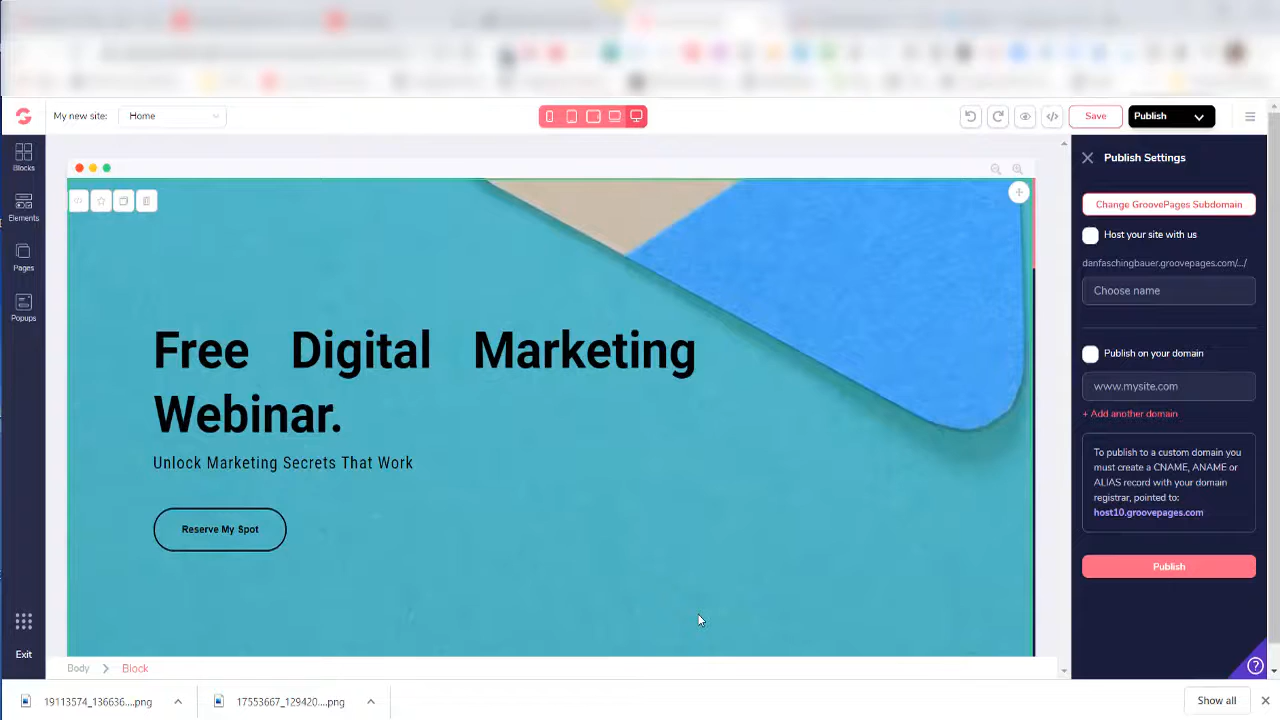 My new site:
Home
Save
Publish
Blocks
Elements
Pages
Popups
Exit
Free Digital Marketing
Webinar.
Unlock Marketing Secrets That Work
Reserve My Spot
Body
Block
Publish Settings
Change GroovePages Subdomain
Host your site with us
danfaschingbauer.groovepages.com/.../
Choose name
Publish on your domain
www.mysite.com
+ Add another domain
To publish to a custom domain you
must create a CNAME, ANAME or
ALIAS record with your domain
registrar, pointed to:
host10.groovepages.com
Publish
19113574_136636....png
17553667_129420....png
Show all